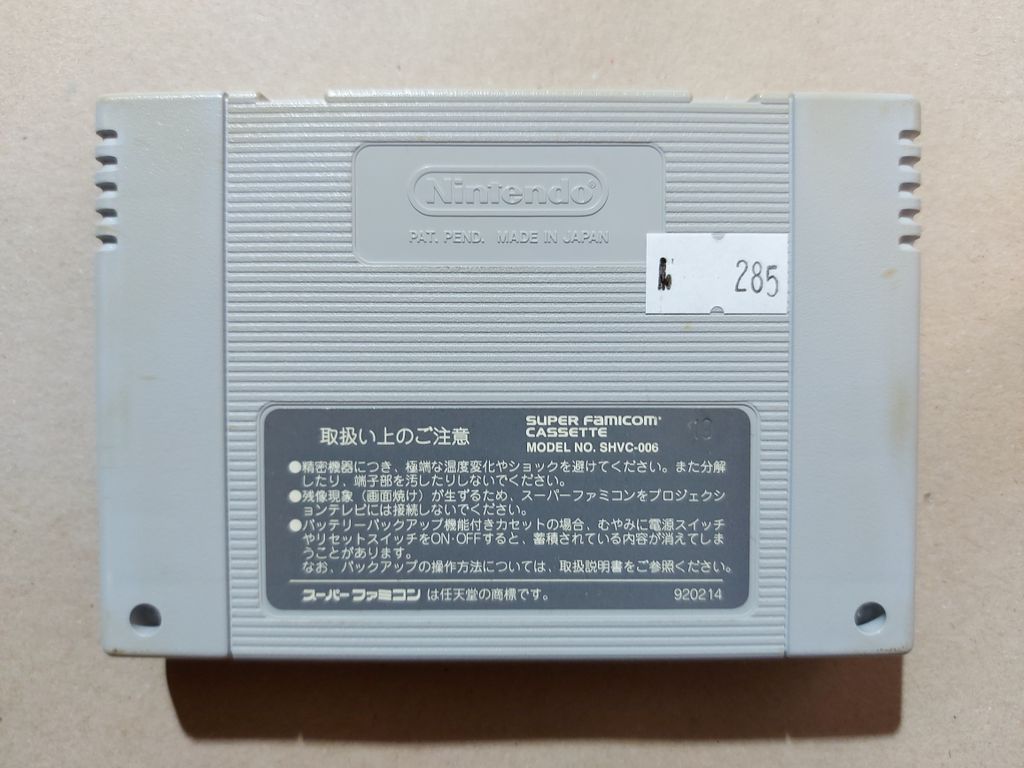 Nintendo®
PAT. PEND. MADE IN JAPAN
285
取扱い上のご注意
SUPER FAMICOM
CASSETTE
MODEL NO. SHVC-006
●精密機器につき、極端な温度変化やショックを避けてください。また分解
したり、端子部を汚したりしないでください。
●残像現象（画面焼け）が生ずるため、スーパーファミコンをプロジェクシ
ョンテレビには接続しないでください。
●バッテリーバックアップ機能付きカセットの場合、むやみに電源スイッチ
やリセットスイッチをON·OFFすると、蓄積されている内容が消えてしま
うことがあります。
なお、バックアップの操作方法については、取扱説明書をご参照ください。
スーパーファミコン は任天堂の商標です。
920214